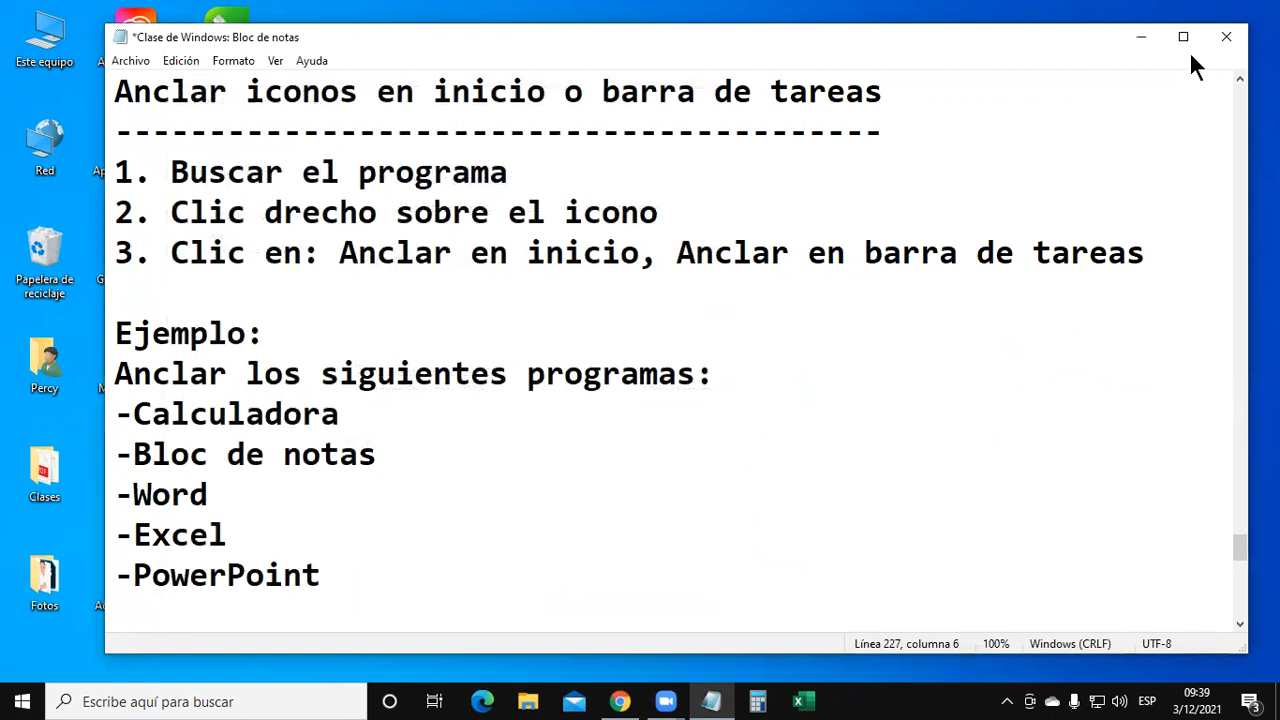 *Clase de Windows: Bloc de notas
Archivo Edición Formato Ver Ayuda
Anclar iconos en inicio o barra de tareas
-----------------------------------------
1. Buscar el programa
2. Clic drecho sobre el icono
3. Clic en: Anclar en inicio, Anclar en barra de tareas
Ejemplo:
Anclar los siguientes programas:
-Calculadora
-Bloc de notas
-Word
-Excel
-PowerPoint
Línea 227, columna 6 100% Windows (CRLF) UTF-8
Este equipo
Red
Papelera de
reciclaje
Percy
Clases
Fotos
Escribe aquí para buscar
ESP
09:39
3/12/2021
3